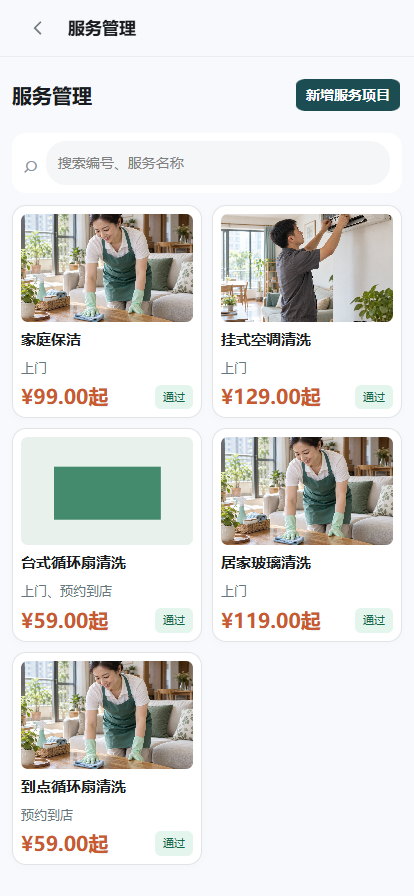 服务管理
服务管理
新增服务项目
搜索编号、服务名称
家庭保洁
上门
¥99.00起
通过
挂式空调清洗
上门
¥129.00起
通过
台式循环扇清洗
上门、预约到店
¥59.00起
通过
居家玻璃清洗
上门
¥119.00起
通过
到点循环扇清洗
预约到店
¥59.00起
通过